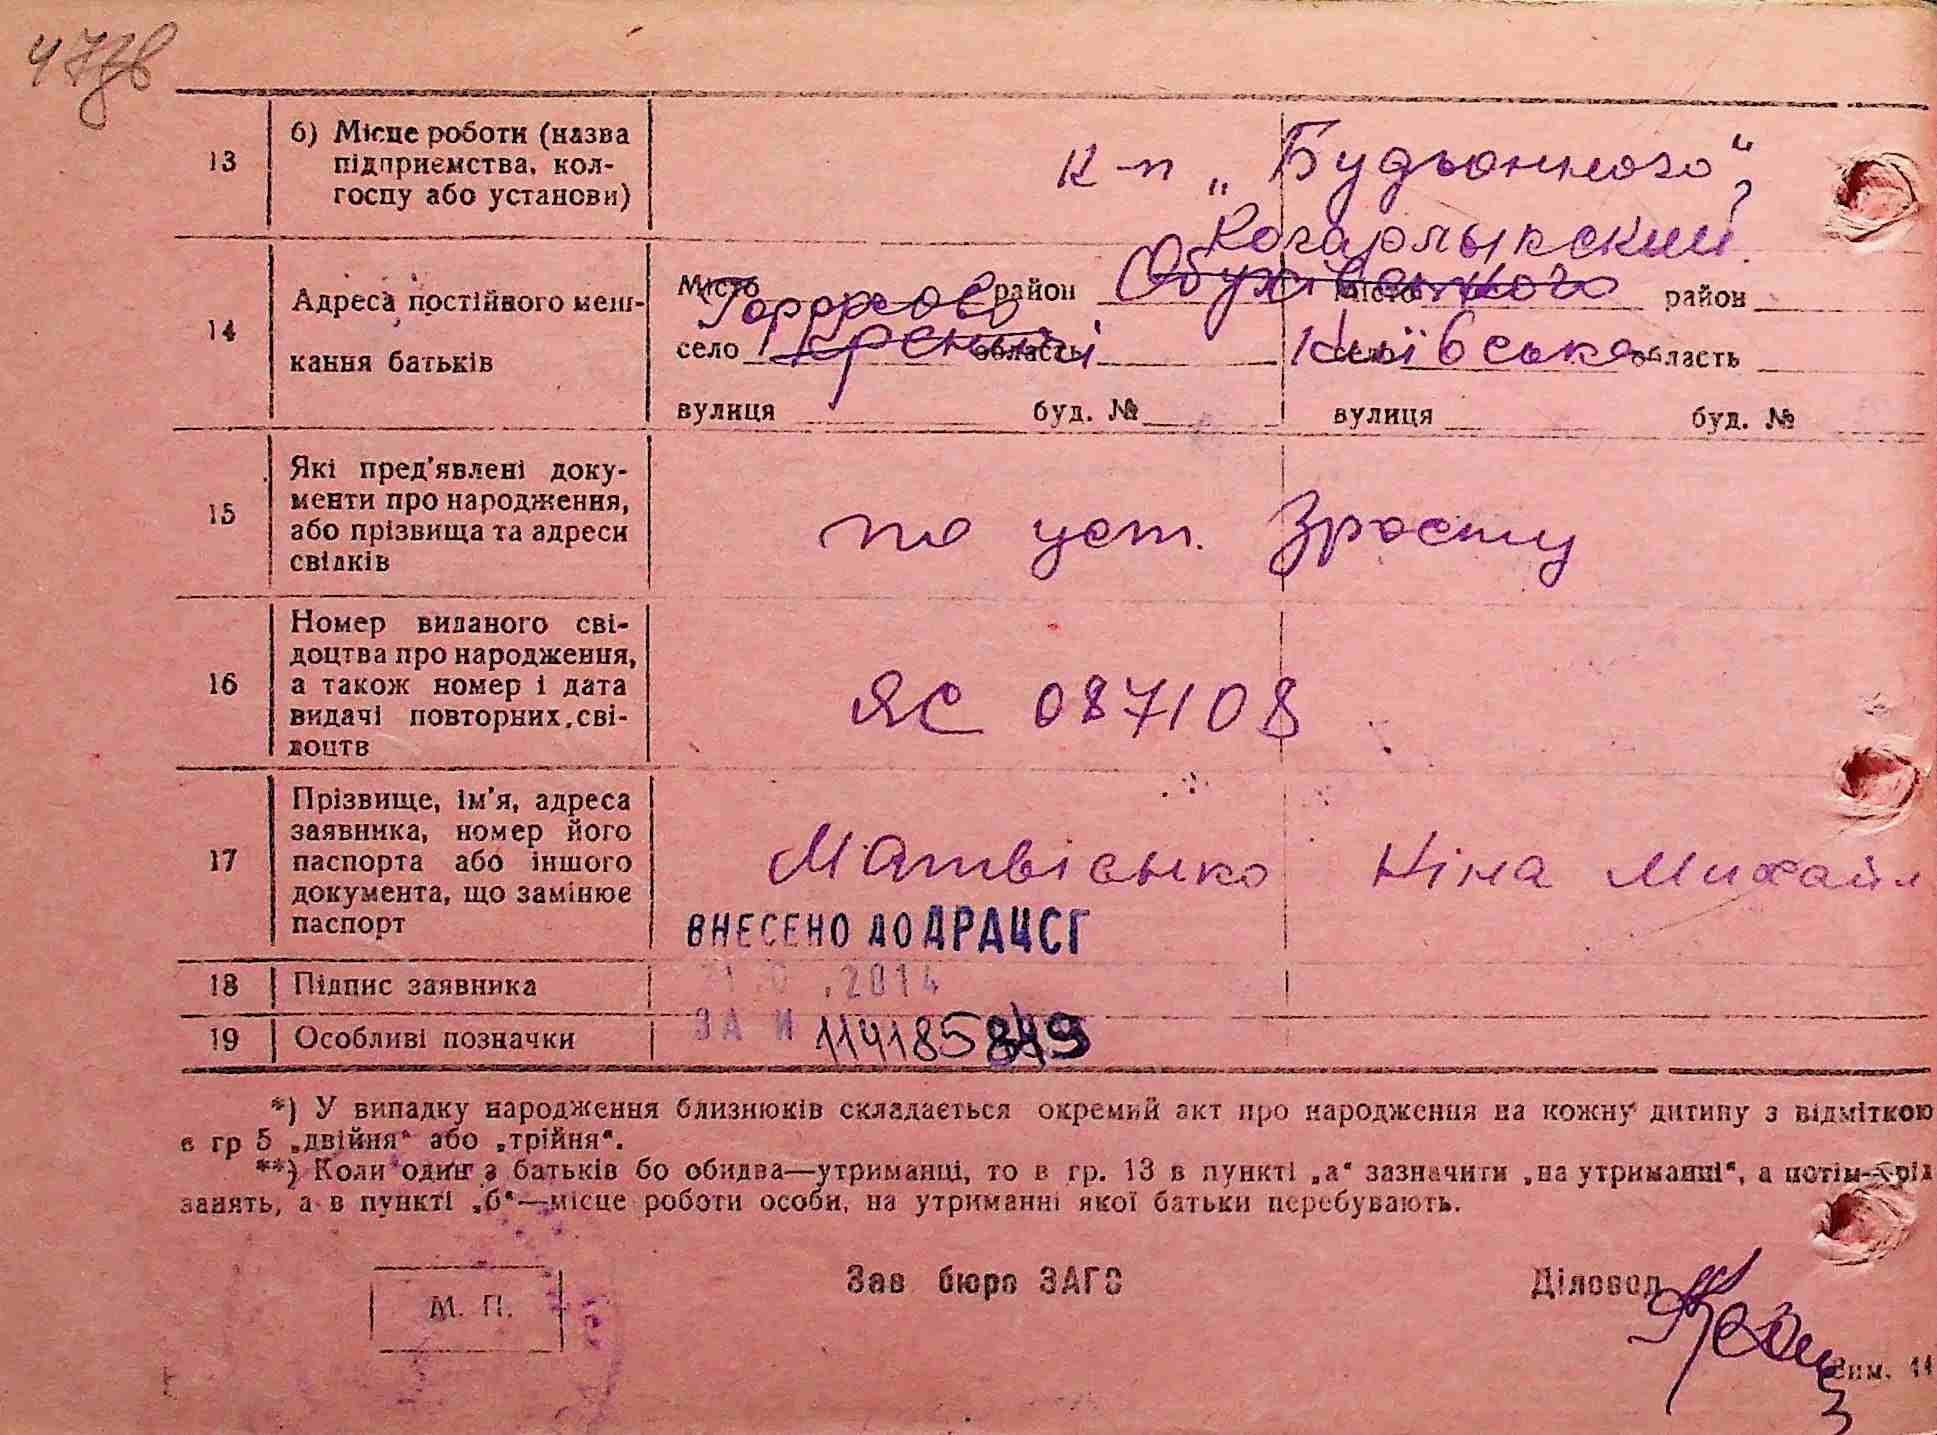 13
б) Місце роботи (назва
підприємства, кол-
госпу або установи)
к-п „Будьонного“,
Кагарлыкский
14
Адреса постійного меш-
кання батьків
Місто район Обухівського місто район
село область Київська село область
вулиця буд. № вулиця буд. №
15
Які пред'явлені доку-
менти про народження,
або прізвища та адреси
свідків
по уст. Зросту
16
Номер виданого сві-
доцтва про народження,
а також номер і дата
видачі повторних сві-
доцтв
ЯС 087108
17
Прізвище, ім'я, адреса
заявника, номер його
паспорта або іншого
документа, що замінює
паспорт
Матвієнко Ніна Михайл
ВНЕСЕНО ДО ДРАЦСГ
18 Підпис заявника
.2014
19 Особливі позначки
ЗА №
*) У випадку народження близнюків складається окремий акт про народження на кожну дитину з відміткою
в гр 5 „двійня“ або „трійня“.
**) Коли один з батьків бо обидва—утриманці, то в гр. 13 в пункті „а“ зазначити „на утриманні“, а потім—рід
занять, а в пункті „б“—місце роботи особи, на утриманні якої батьки перебувають.
М. П.
Зав бюро ЗАГС
Діловод
Зим. 11